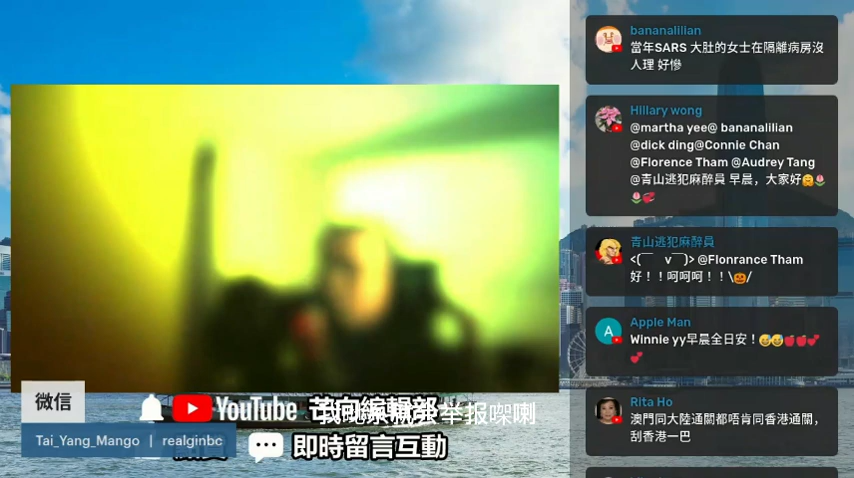 bananalilian
當年SARS 大肚的女士在隔離病房沒
人理 好慘
Hillary wong
@martha yee@ bananalilian
@dick ding@Connie Chan
@Florence Tham @Audrey Tang
@青山逃犯麻醉員 早晨，大家好🤗🌷
🌷💞
青山逃犯麻醉員
<(￣ v ￣)> @Flonrance Tham
好！！呵呵呵！！\🎃/
A
Apple Man
Winnie yy早晨全日安！😅😅🍎🍎💕
💕
Rita Ho
澳門同大陸通關都唔肯同香港通關，
刮香港一巴
微信
YouTube
举报㗎喇
Tai_Yang_Mango | realginbc
即時留言互動